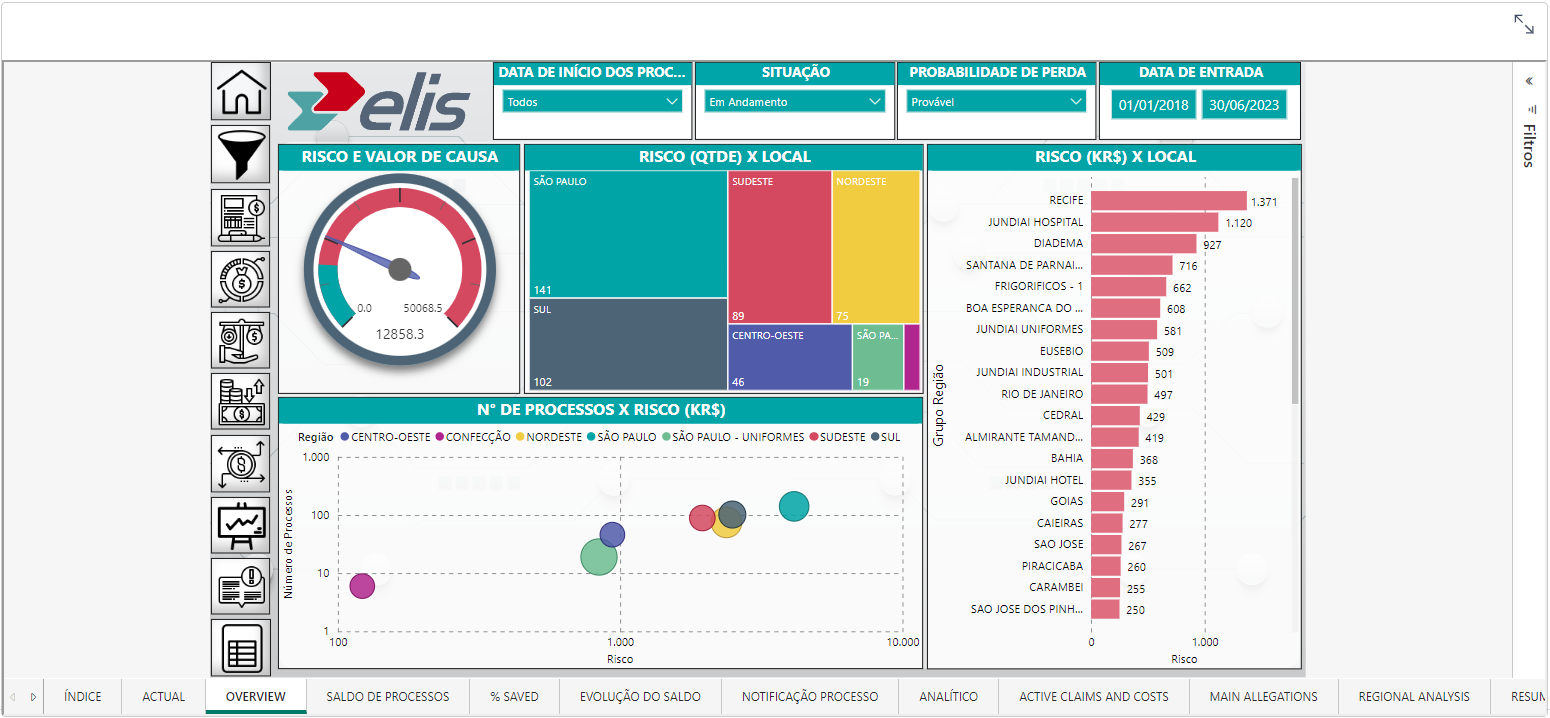 elis
DATA DE INÍCIO DOS PROC...
Todos
SITUAÇÃO
Em Andamento
PROBABILIDADE DE PERDA
Provável
DATA DE ENTRADA
01/01/2018
30/06/2023
«
Filtros
RISCO E VALOR DE CAUSA
0.0
50068.5
12858.3
RISCO (QTDE) X LOCAL
SÃO PAULO
141
SUL
102
SUDESTE
89
NORDESTE
75
CENTRO-OESTE
46
SÃO PA...
19
Nº DE PROCESSOS X RISCO (KR$)
Região CENTRO-OESTE CONFECÇÃO NORDESTE SÃO PAULO SÃO PAULO - UNIFORMES SUDESTE SUL
Número de Processos
1.000
100
10
1
100 1.000 10.000
Risco
RISCO (KR$) X LOCAL
Grupo Região
RECIFE 1.371
JUNDIAI HOSPITAL 1.120
DIADEMA 927
SANTANA DE PARNAI... 716
FRIGORIFICOS - 1 662
BOA ESPERANCA DO ... 608
JUNDIAI UNIFORMES 581
EUSEBIO 509
JUNDIAI INDUSTRIAL 501
RIO DE JANEIRO 497
CEDRAL 429
ALMIRANTE TAMAND... 419
BAHIA 368
JUNDIAI HOTEL 355
GOIAS 291
CAIEIRAS 277
SAO JOSE 267
PIRACICABA 260
CARAMBEI 255
SAO JOSE DOS PINH... 250
0 1.000
Risco
ÍNDICE
ACTUAL
OVERVIEW
SALDO DE PROCESSOS
% SAVED
EVOLUÇÃO DO SALDO
NOTIFICAÇÃO PROCESSO
ANALÍTICO
ACTIVE CLAIMS AND COSTS
MAIN ALLEGATIONS
REGIONAL ANALYSIS
RESUM